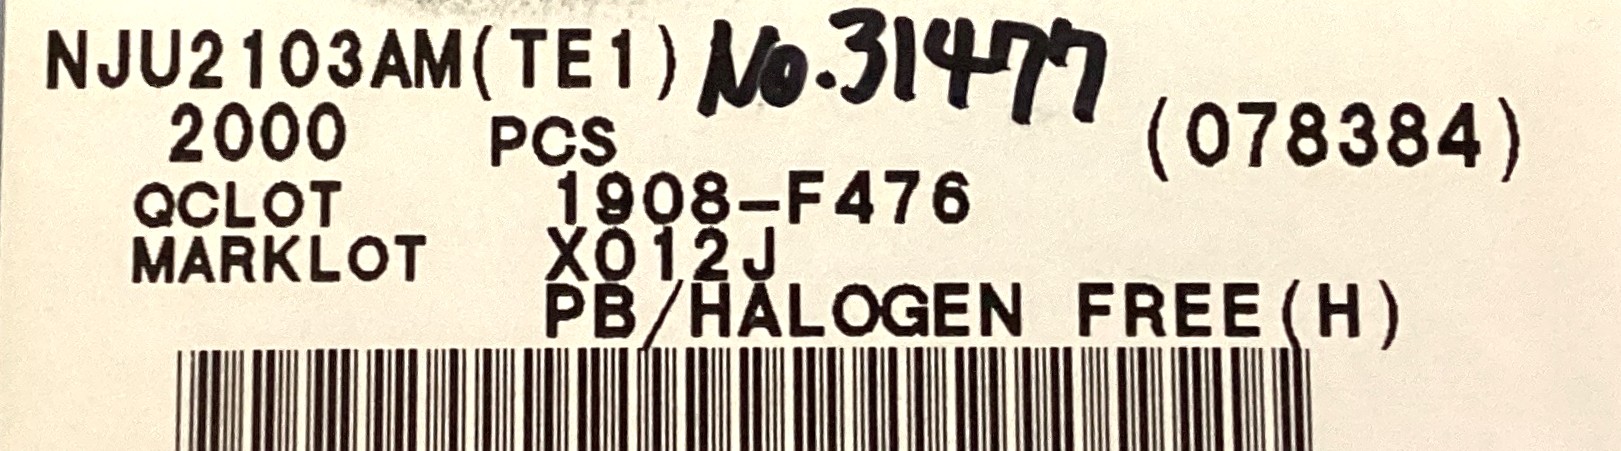 NJU2103AM(TE1) No.31477
2000 PCS (078384)
QCLOT 1908-F476
MARKLOT X012J
PB/HALOGEN FREE(H)